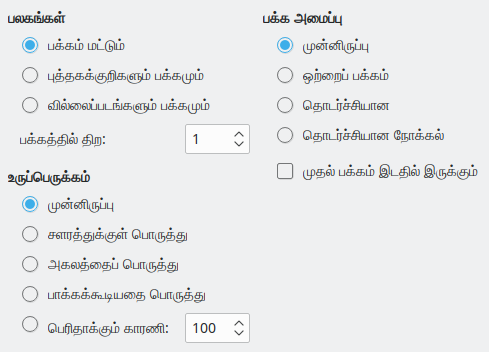 பலகங்கள்
பக்கம் மட்டும்
புத்தகக்குறிகளும் பக்கமும்
வில்லைப்படங்களும் பக்கமும்
பக்கத்தில் திற: 1
உருப்பெருக்கம்
முன்னிருப்பு
சளரத்துக்குள் பொருத்து
அகலத்தைப் பொருத்து
பாக்கக்கூடியதை பொருத்து
பெரிதாக்கும் காரணி: 100
பக்க அமைப்பு
முன்னிருப்பு
ஒற்றைப் பக்கம்
தொடர்ச்சியான
தொடர்ச்சியான நோக்கல்
முதல் பக்கம் இடதில் இருக்கும்